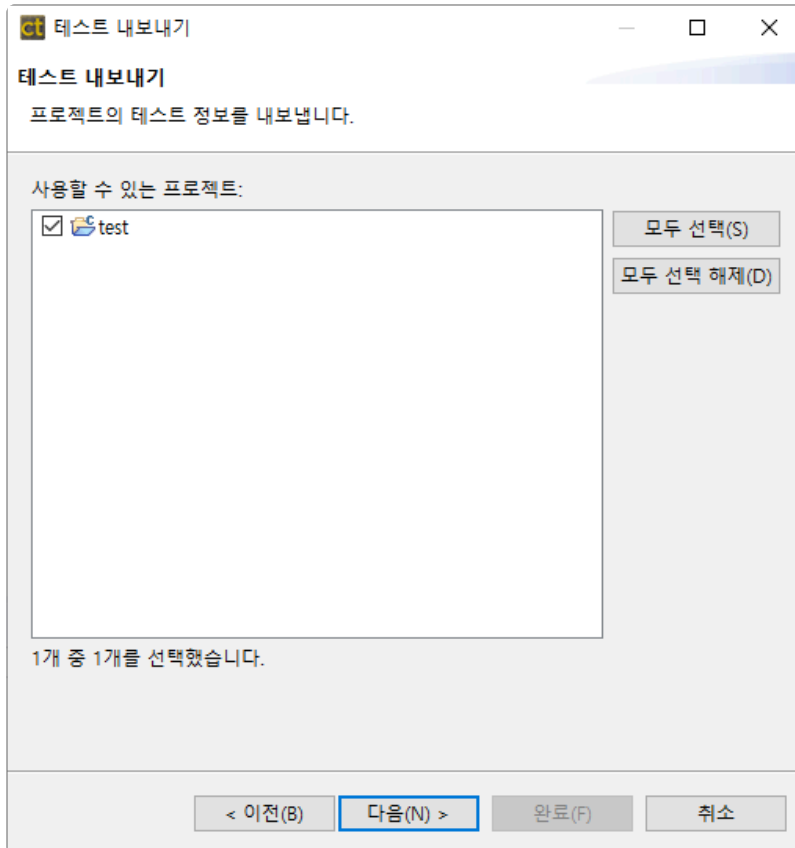 ct 테스트 내보내기
테스트 내보내기
프로젝트의 테스트 정보를 내보냅니다.
사용할 수 있는 프로젝트:
test
모두 선택(S)
모두 선택 해제(D)
1개 중 1개를 선택했습니다.
< 이전(B) 다음(N) > 완료(F) 취소